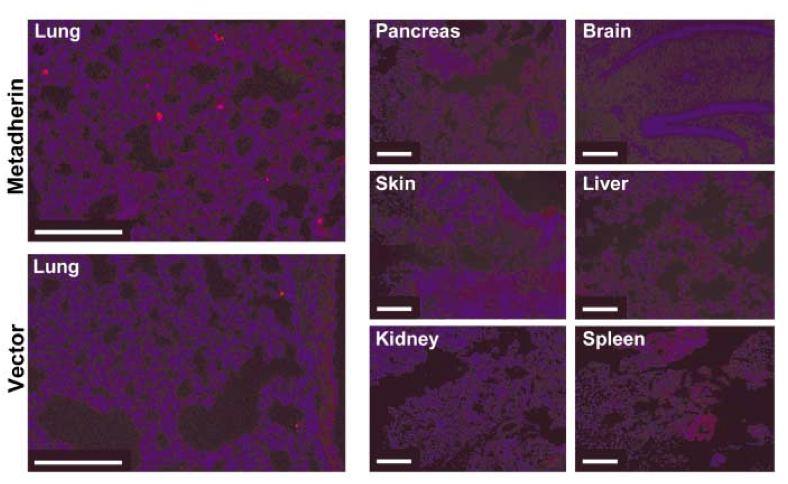 Metadherin
Lung
Vector
Lung
Pancreas
Brain
Skin
Liver
Kidney
Spleen